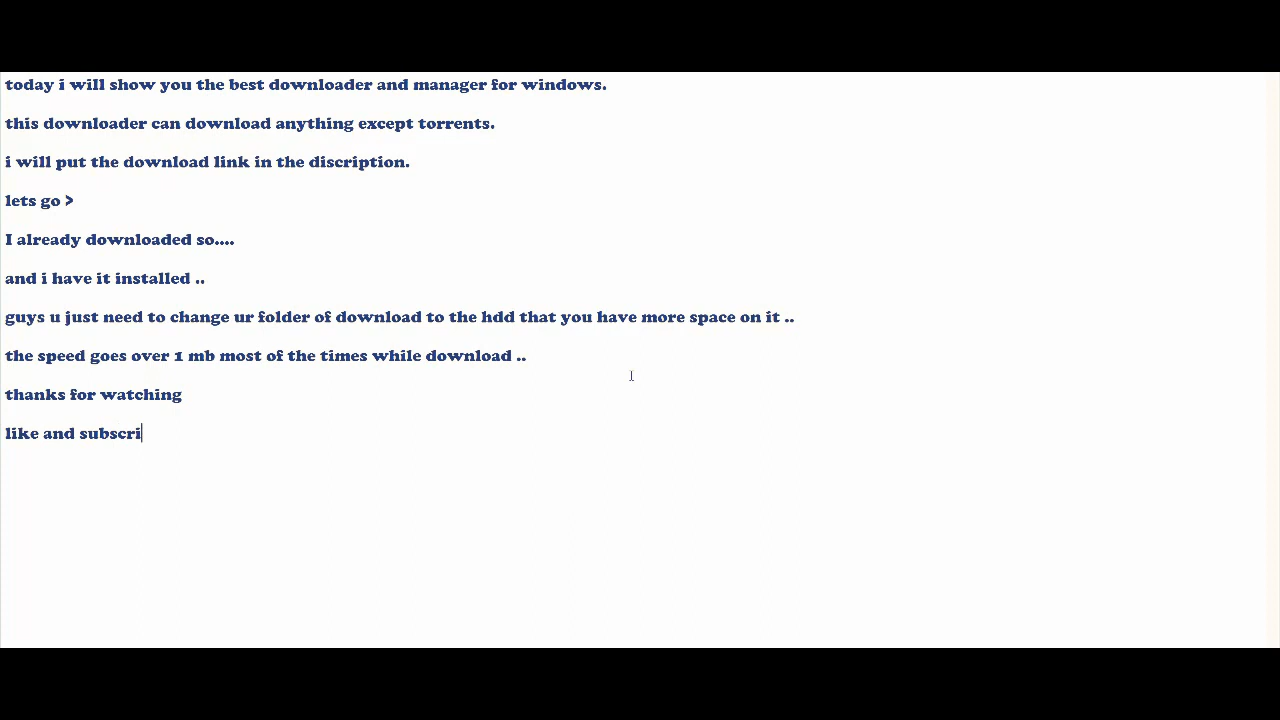 today i will show you the best downloader and manager for windows.
this downloader can download anything except torrents.
i will put the download link in the discription.
lets go >
I already downloaded so....
and i have it installed ..
guys u just need to change ur folder of download to the hdd that you have more space on it ..
the speed goes over 1 mb most of the times while download ..
thanks for watching
like and subscri